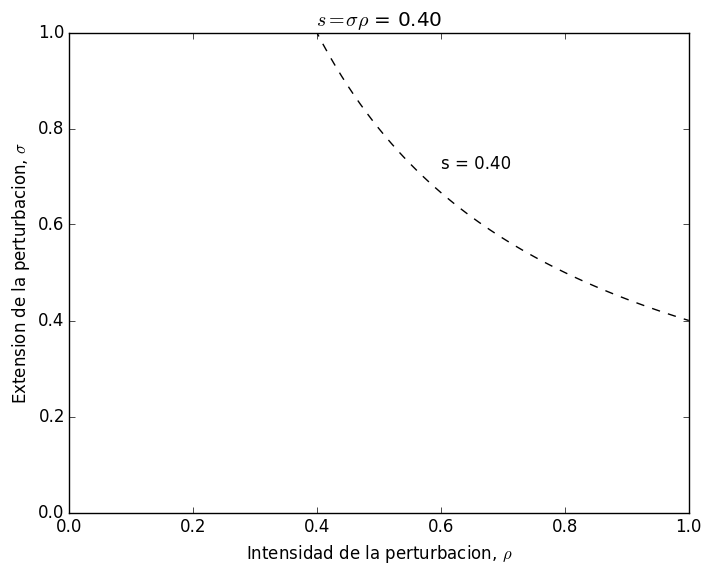 s = σρ = 0.40
1.0
0.8
0.6
0.4
0.2
0.0
Extension de la perturbacion, σ
s = 0.40
0.0 0.2 0.4 0.6 0.8 1.0
Intensidad de la perturbacion, ρ